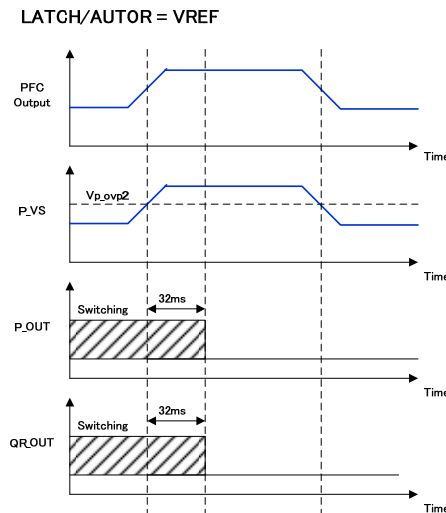 LATCH/AUTOR = VREF
PFC
Output
Time
Vp_ovp2
P_VS
Time
32ms
Switching
P_OUT
Time
32ms
Switching
QR_OUT
Time